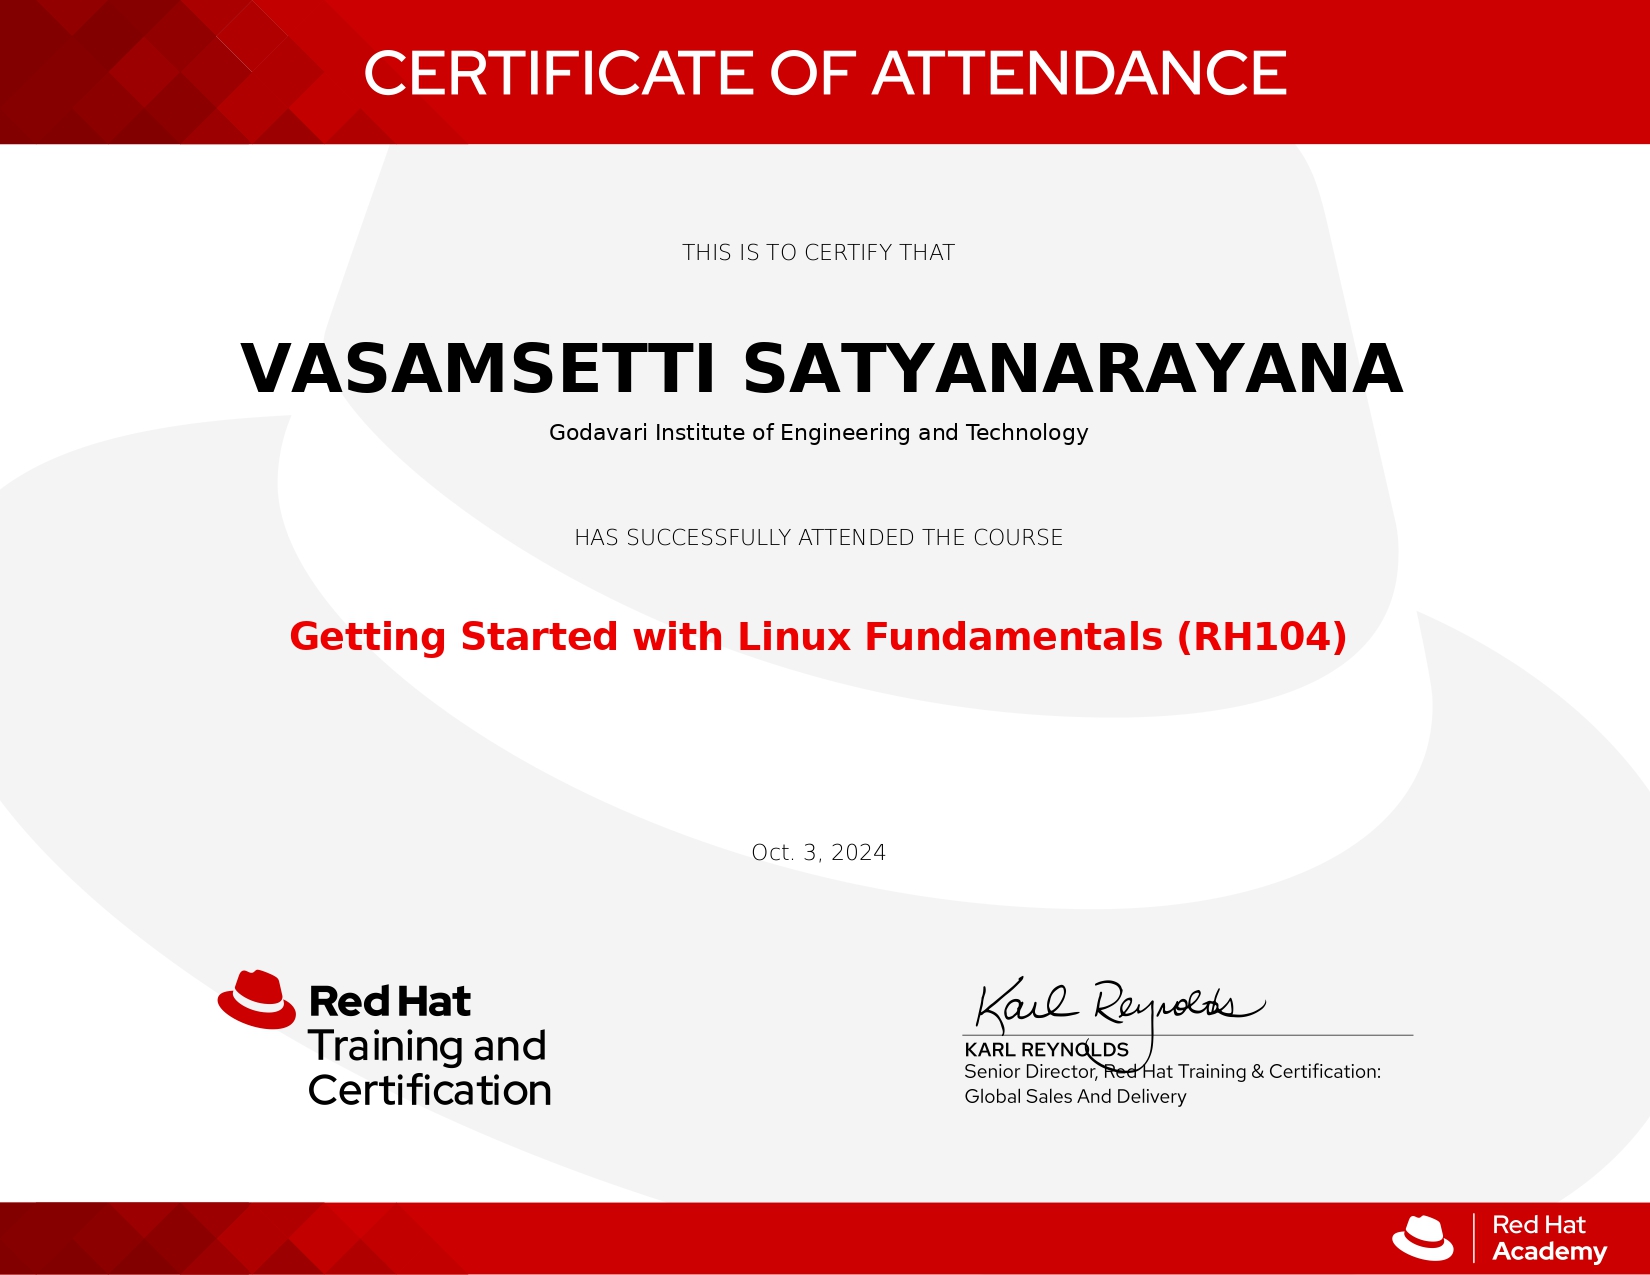 CERTIFICATE OF ATTENDANCE
THIS IS TO CERTIFY THAT
VASAMSETTI SATYANARAYANA
Godavari Institute of Engineering and Technology
HAS SUCCESSFULLY ATTENDED THE COURSE
Getting Started with Linux Fundamentals (RH104)
Oct. 3, 2024
Red Hat
Training and
Certification
Karl Reynolds
KARL REYNOLDS
Senior Director, Red Hat Training & Certification:
Global Sales And Delivery
Red Hat
Academy